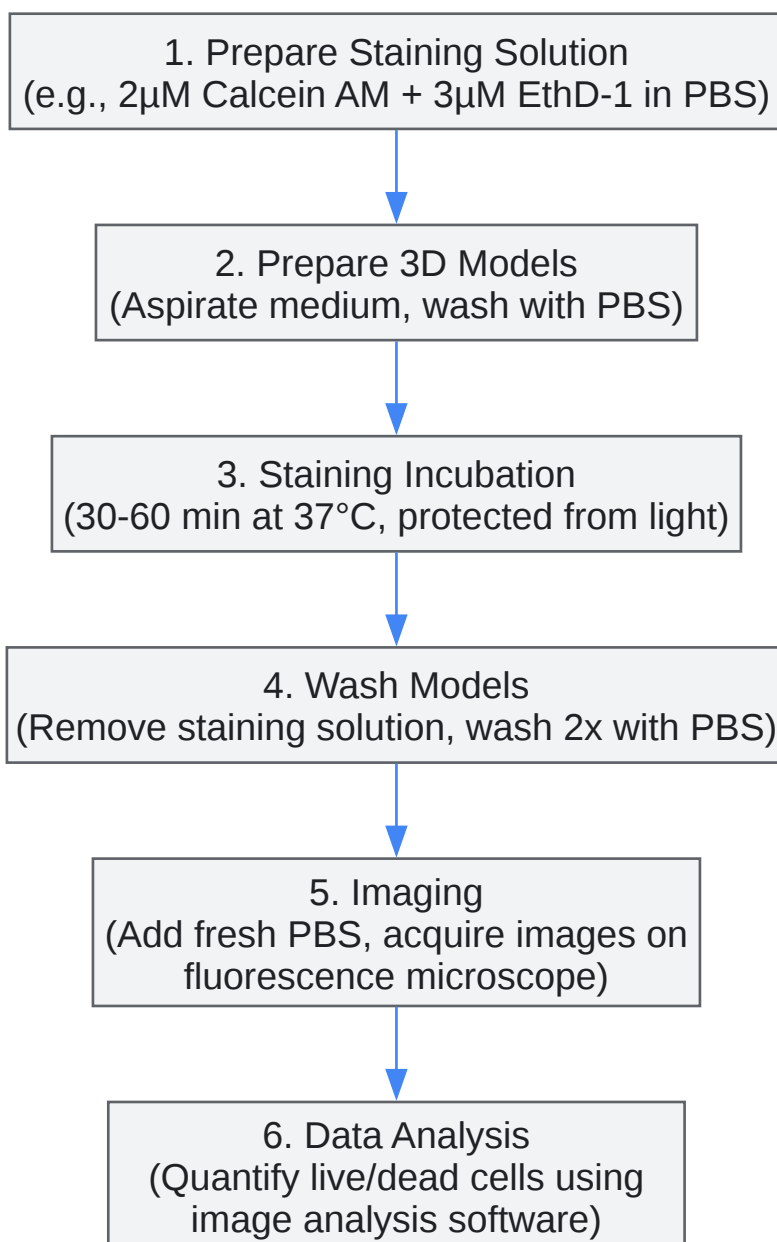 1. Prepare Staining Solution
(e.g., 2µM Calcein AM + 3µM EthD-1 in PBS)
2. Prepare 3D Models
(Aspirate medium, wash with PBS)
3. Staining Incubation
(30-60 min at 37°C, protected from light)
4. Wash Models
(Remove staining solution, wash 2x with PBS)
5. Imaging
(Add fresh PBS, acquire images on
fluorescence microscope)
6. Data Analysis
(Quantify live/dead cells using
image analysis software)